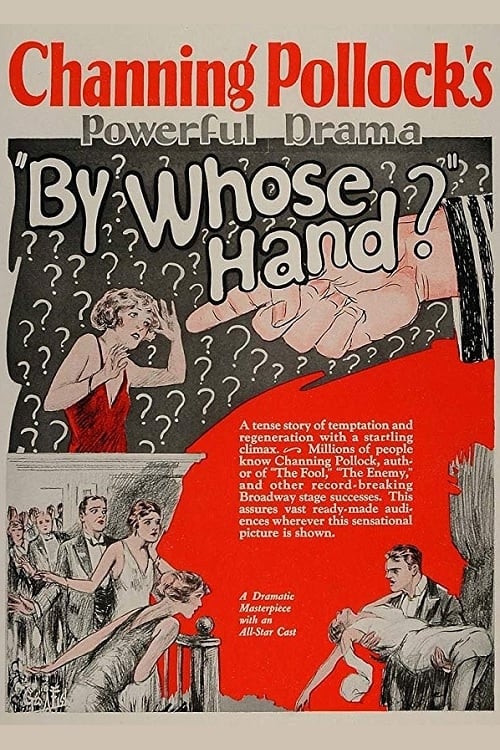 Channing Pollock's
Powerful Drama
"By Whose
Hand?"
A tense story of temptation and
regeneration with a startling
climax. Millions of people
know Channing Pollock, auth-
or of "The Fool," "The Enemy,"
and other record-breaking
Broadway stage successes. This
assures vast ready-made audi-
ences wherever this sensational
picture is shown.
A Dramatic
Masterpiece
with an
All-Star Cast